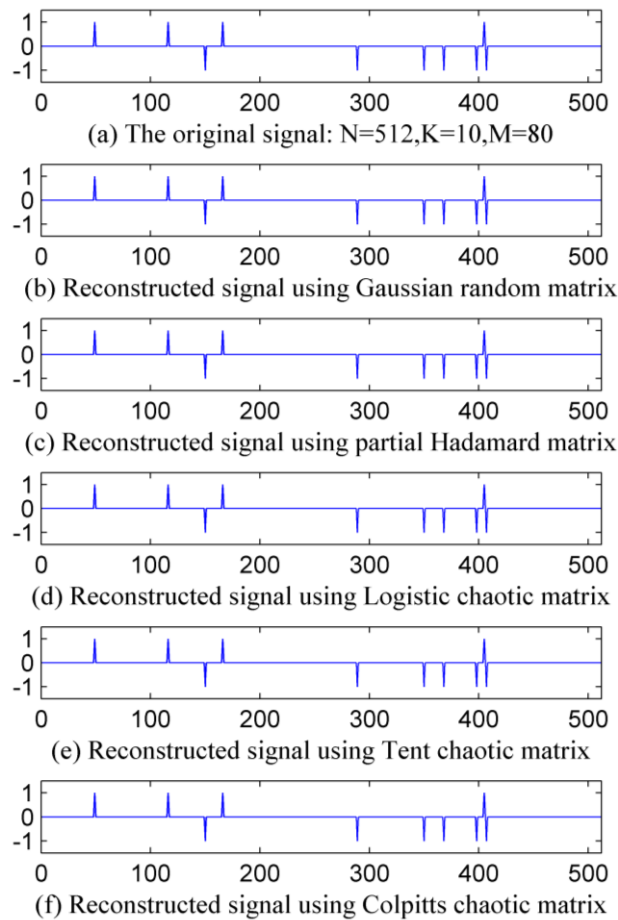 1
0
-1
0 100 200 300 400 500
(a) The original signal: N=512,K=10,M=80
1
0
-1
0 100 200 300 400 500
(b) Reconstructed signal using Gaussian random matrix
1
0
-1
0 100 200 300 400 500
(c) Reconstructed signal using partial Hadamard matrix
1
0
-1
0 100 200 300 400 500
(d) Reconstructed signal using Logistic chaotic matrix
1
0
-1
0 100 200 300 400 500
(e) Reconstructed signal using Tent chaotic matrix
1
0
-1
0 100 200 300 400 500
(f) Reconstructed signal using Colpitts chaotic matrix